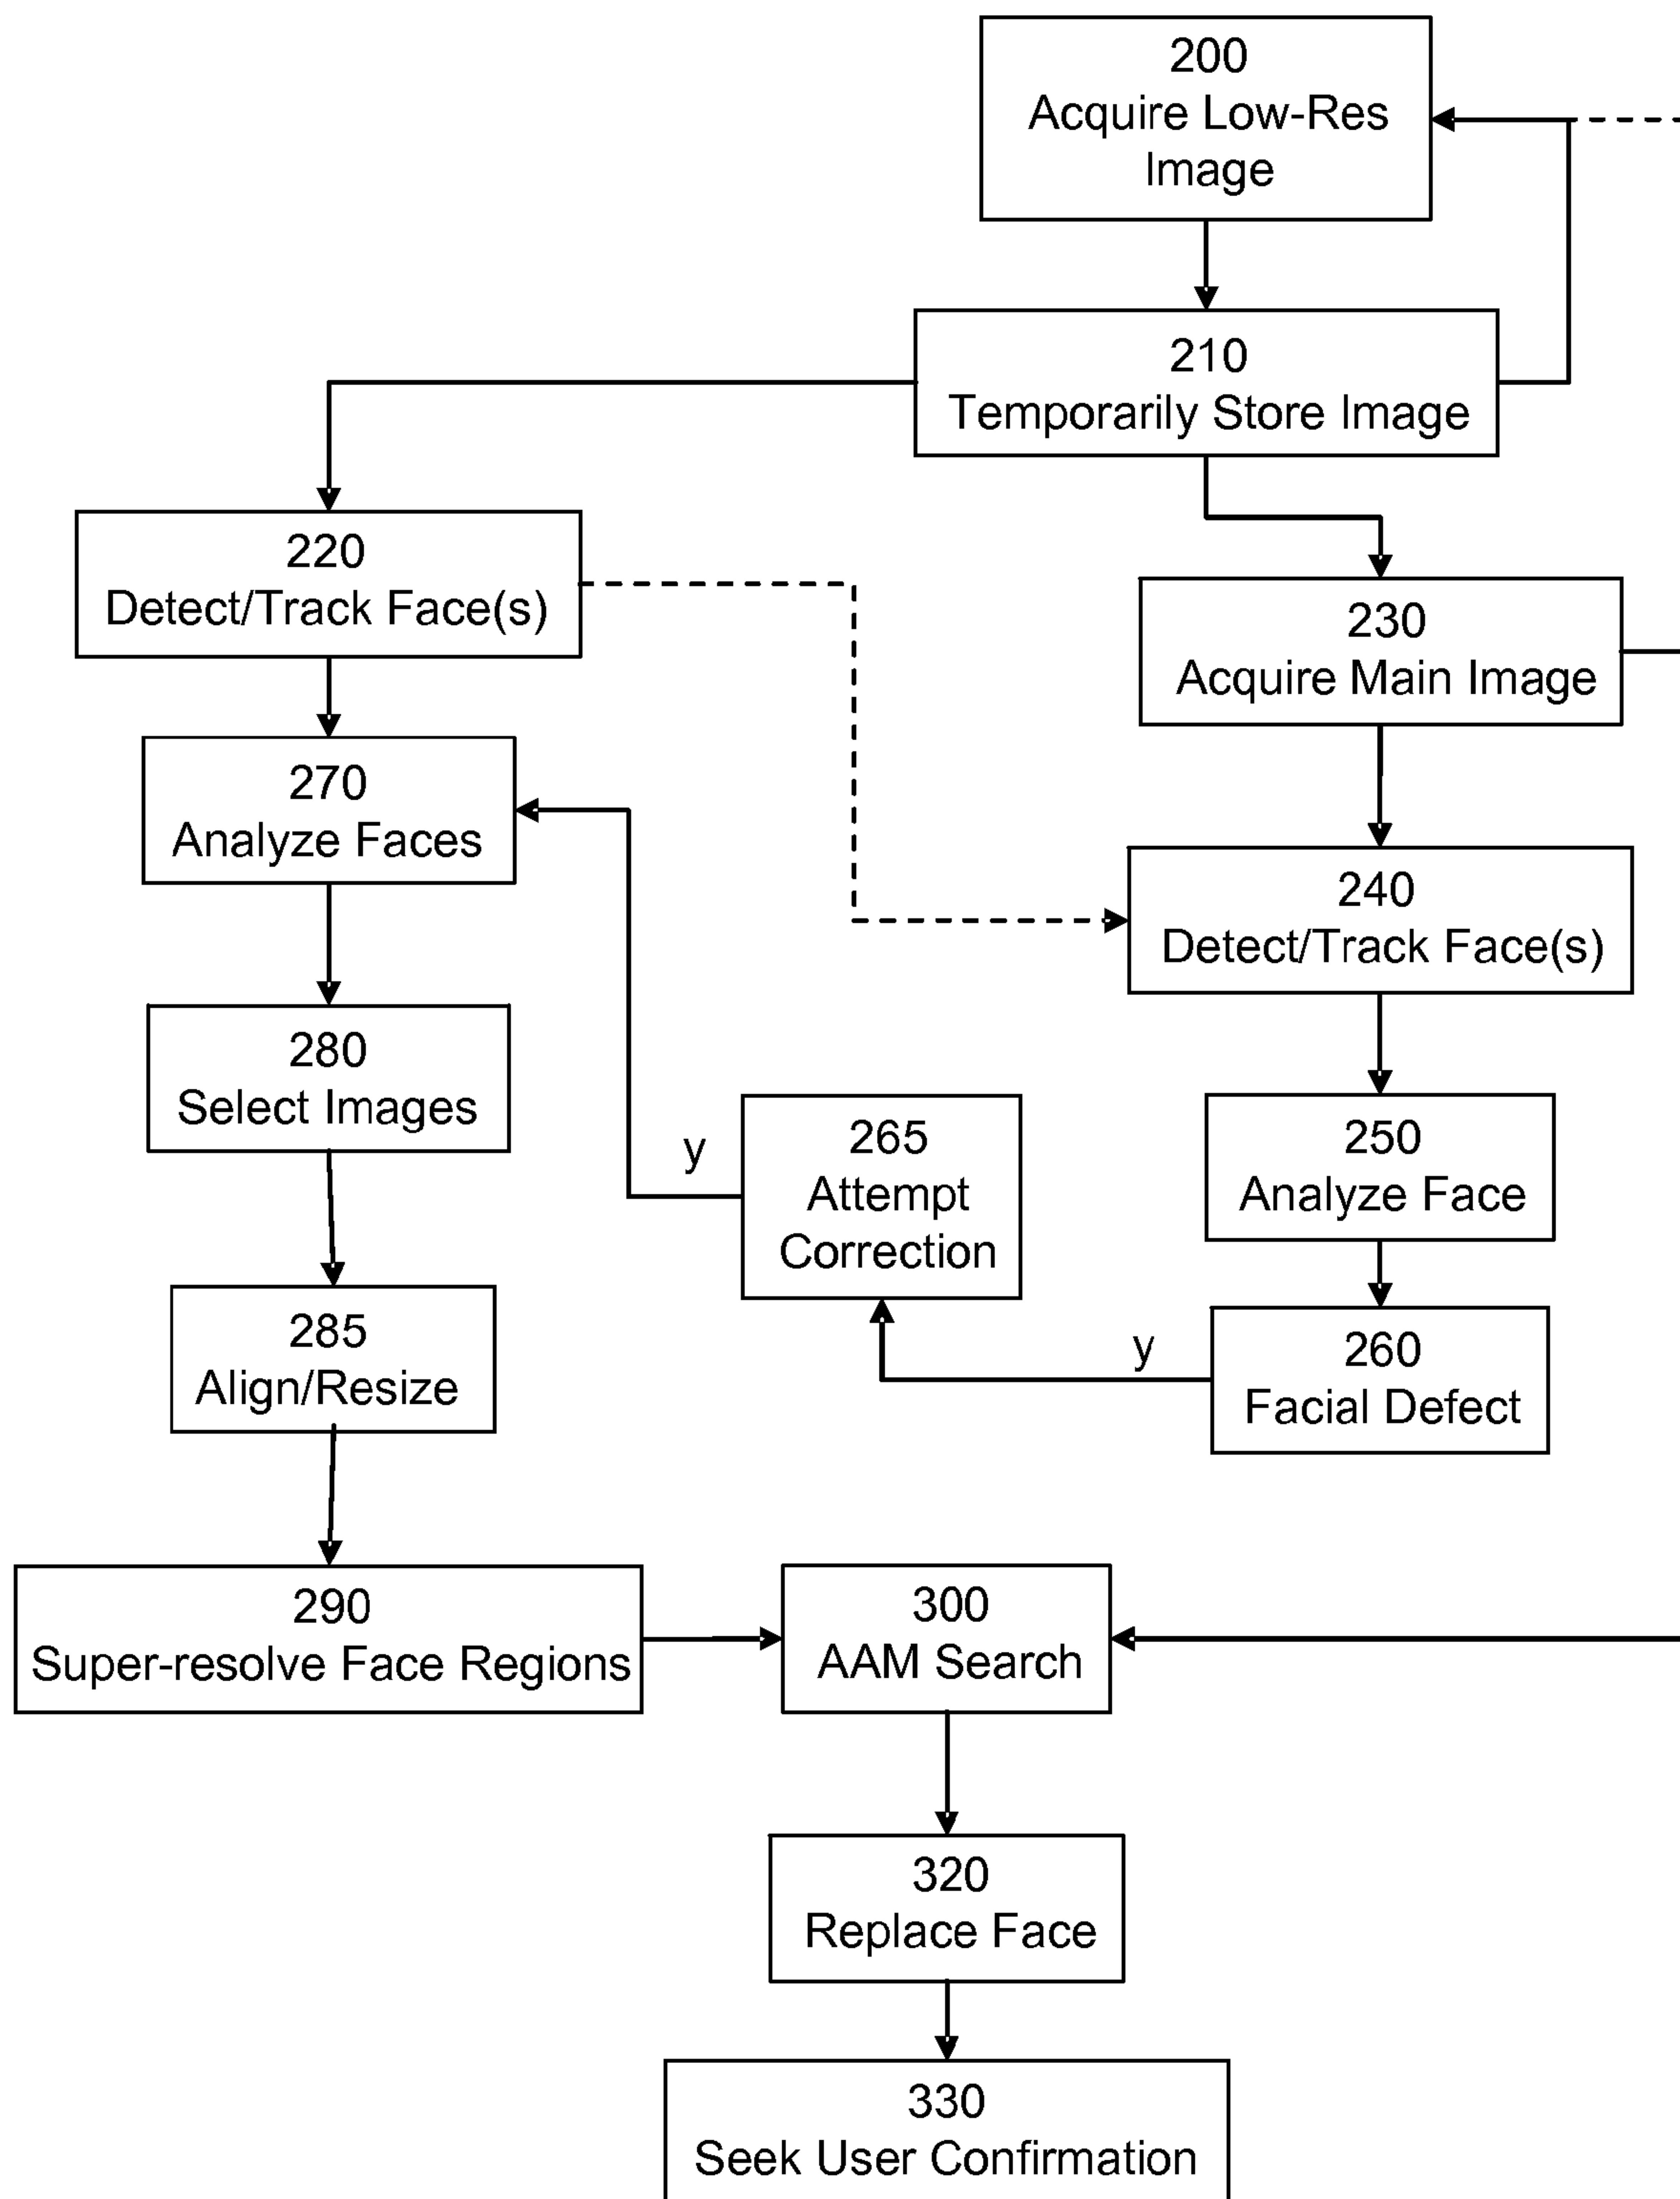 200
Acquire Low-Res
Image
210
Temporarily Store Image
220
Detect/Track Face(s)
230
Acquire Main Image
270
Analyze Faces
240
Detect/Track Face(s)
280
Select Images
y
265
Attempt
Correction
250
Analyze Face
285
Align/Resize
y
260
Facial Defect
290
Super-resolve Face Regions
300
AAM Search
320
Replace Face
330
Seek User Confirmation